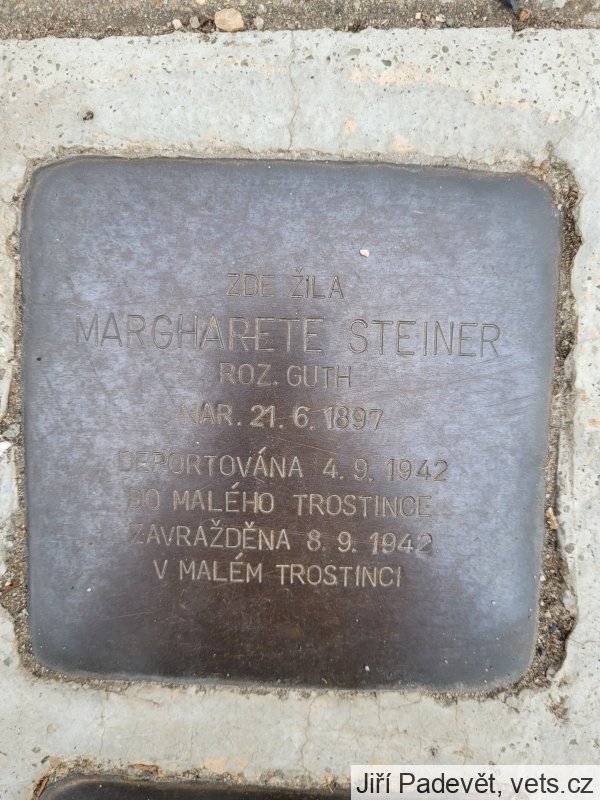 ZDE ŽILA
MARGHARETE STEINER
ROZ. GUTH
NAR. 21. 6. 1897
DEPORTOVÁNA 4. 9. 1942
DO MALÉHO TROSTINCE
ZAVRAŽDĚNA 8. 9. 1942
V MALÉM TROSTINCI
Jiří Padevět, vets.cz